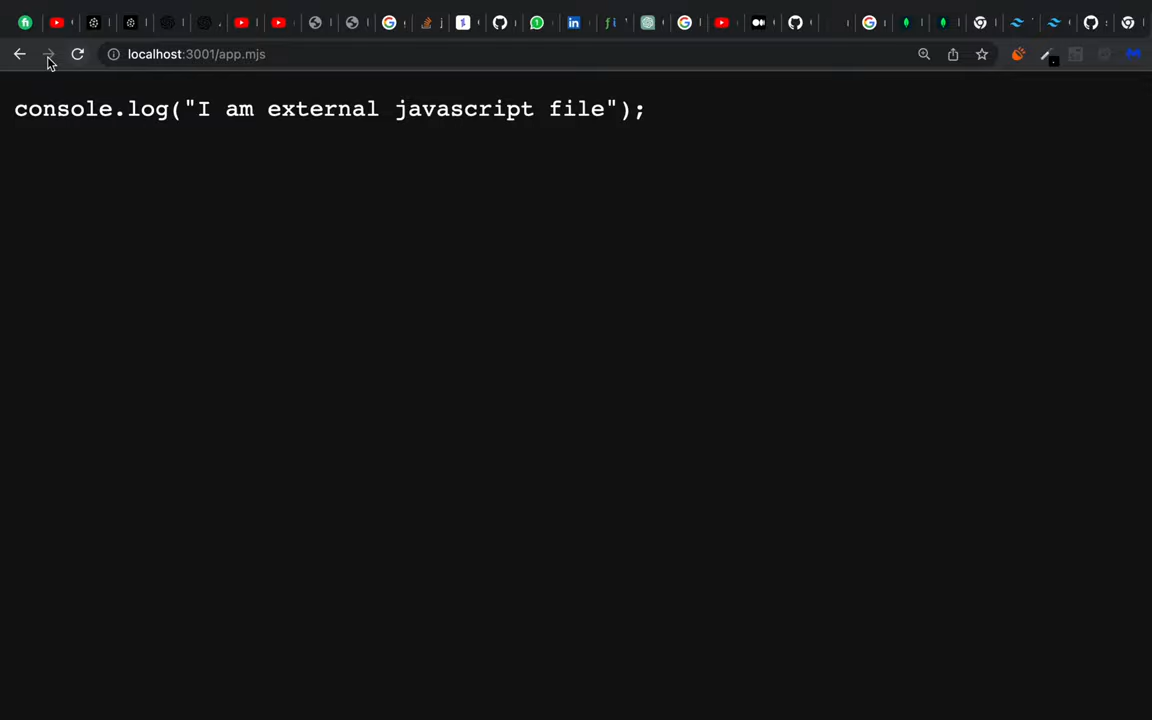 localhost:3001/app.mjs
console.log("I am external javascript file");